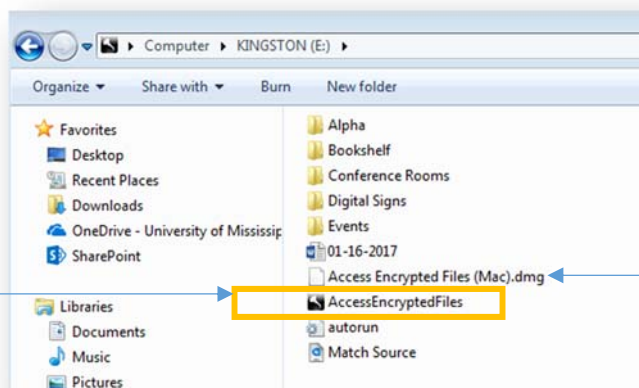 Computer KINGSTON (E:)
Organize Share with Burn New folder
Favorites
Desktop
Recent Places
Downloads
OneDrive - University of Mississip
SharePoint
Libraries
Documents
Music
Pictures
Alpha
Bookshelf
Conference Rooms
Digital Signs
Events
01-16-2017
Access Encrypted Files (Mac).dmg
AccessEncryptedFiles
autorun
Match Source